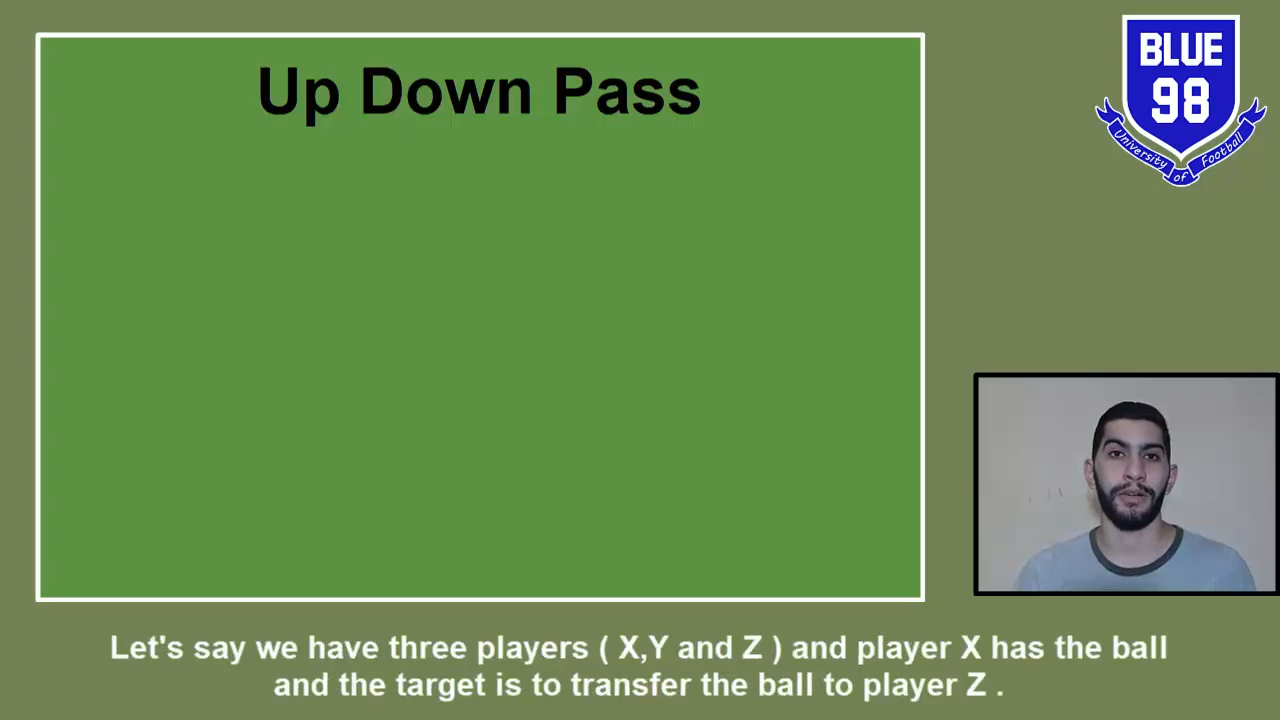 Up Down Pass
BLUE
98
University of Football
Let's say we have three players ( X,Y and Z ) and player X has the ball
and the target is to transfer the ball to player Z .